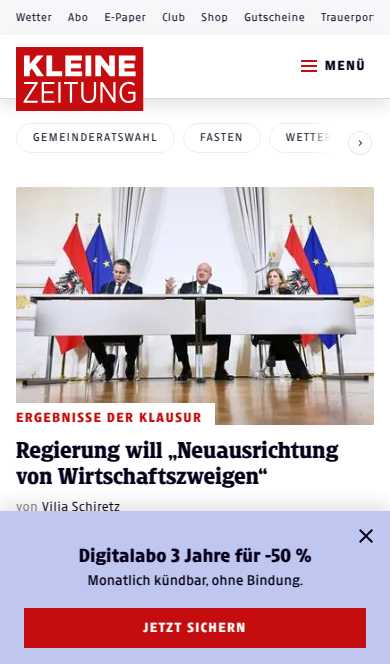 Wetter Abo E-Paper Club Shop Gutscheine Trauerport
KLEINE
ZEITUNG
MENÜ
GEMEINDERATSWAHL FASTEN WETTER
ERGEBNISSE DER KLAUSUR
Regierung will „Neuausrichtung
von Wirtschaftszweigen“
von Vilja Schiretz
Digitalabo 3 Jahre für -50 %
Monatlich kündbar, ohne Bindung.
JETZT SICHERN